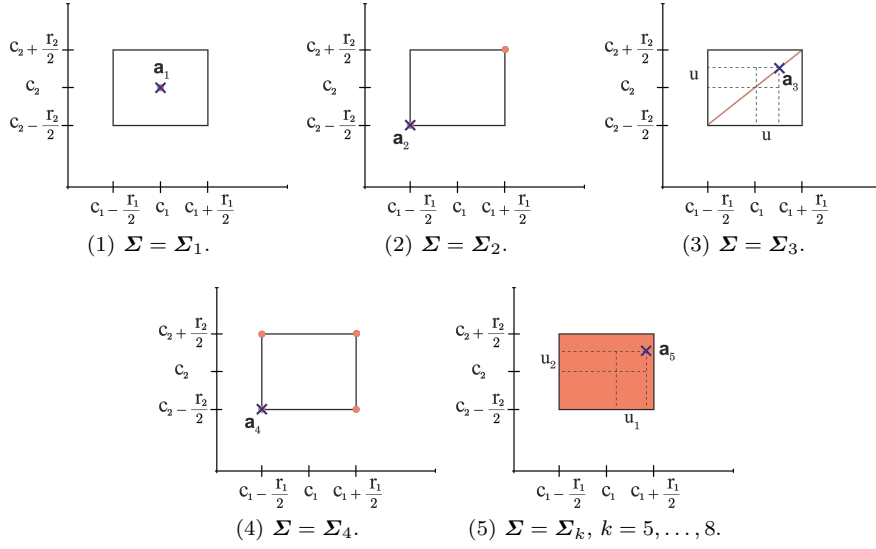 c₂ + r₂/2
c₂
c₂ − r₂/2
a₁
c₁ − r₁/2 c₁ c₁ + r₁/2
(1) Σ = Σ₁.
c₂ + r₂/2
c₂
c₂ − r₂/2
a₂
c₁ − r₁/2 c₁ c₁ + r₁/2
(2) Σ = Σ₂.
c₂ + r₂/2
u
c₂
a₃
c₂ − r₂/2
u
c₁ − r₁/2 c₁ c₁ + r₁/2
(3) Σ = Σ₃.
c₂ + r₂/2
c₂
c₂ − r₂/2
a₄
c₁ − r₁/2 c₁ c₁ + r₁/2
(4) Σ = Σ₄.
c₂ + r₂/2
a₅
u₂
c₂
c₂ − r₂/2
u₁
c₁ − r₁/2 c₁ c₁ + r₁/2
(5) Σ = Σₖ, k = 5, . . . , 8.